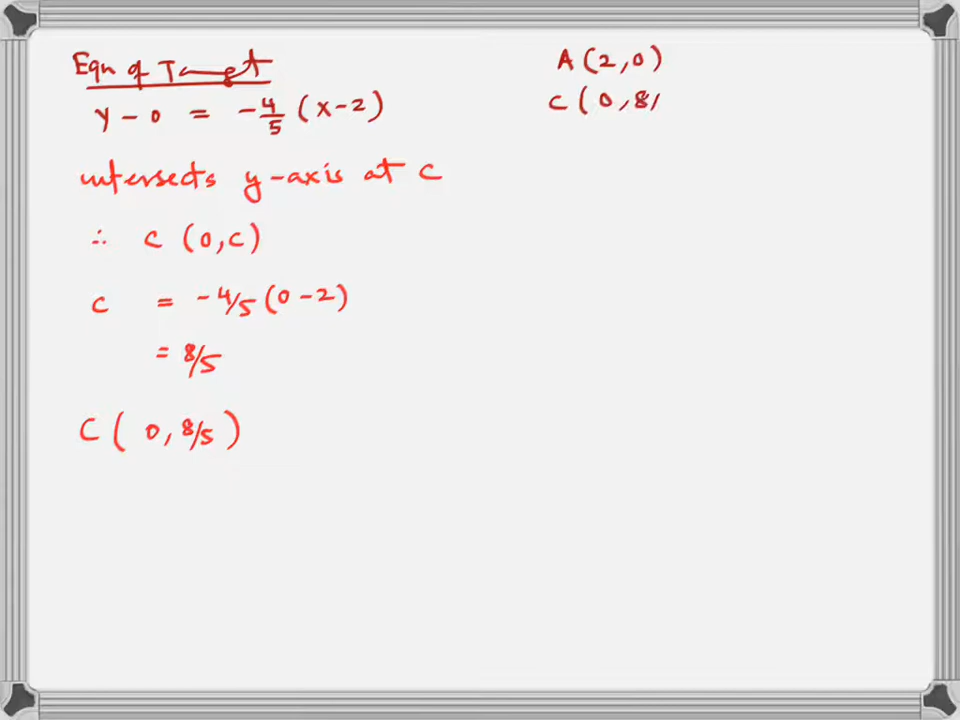 Eqn of Tangent
y - 0 = -4/5 (x - 2)
intersects y-axis at C
∴ C (0, c)
c = -4/5 (0 - 2)
= 8/5
C ( 0, 8/5 )
A (2, 0)
C ( 0, 8/